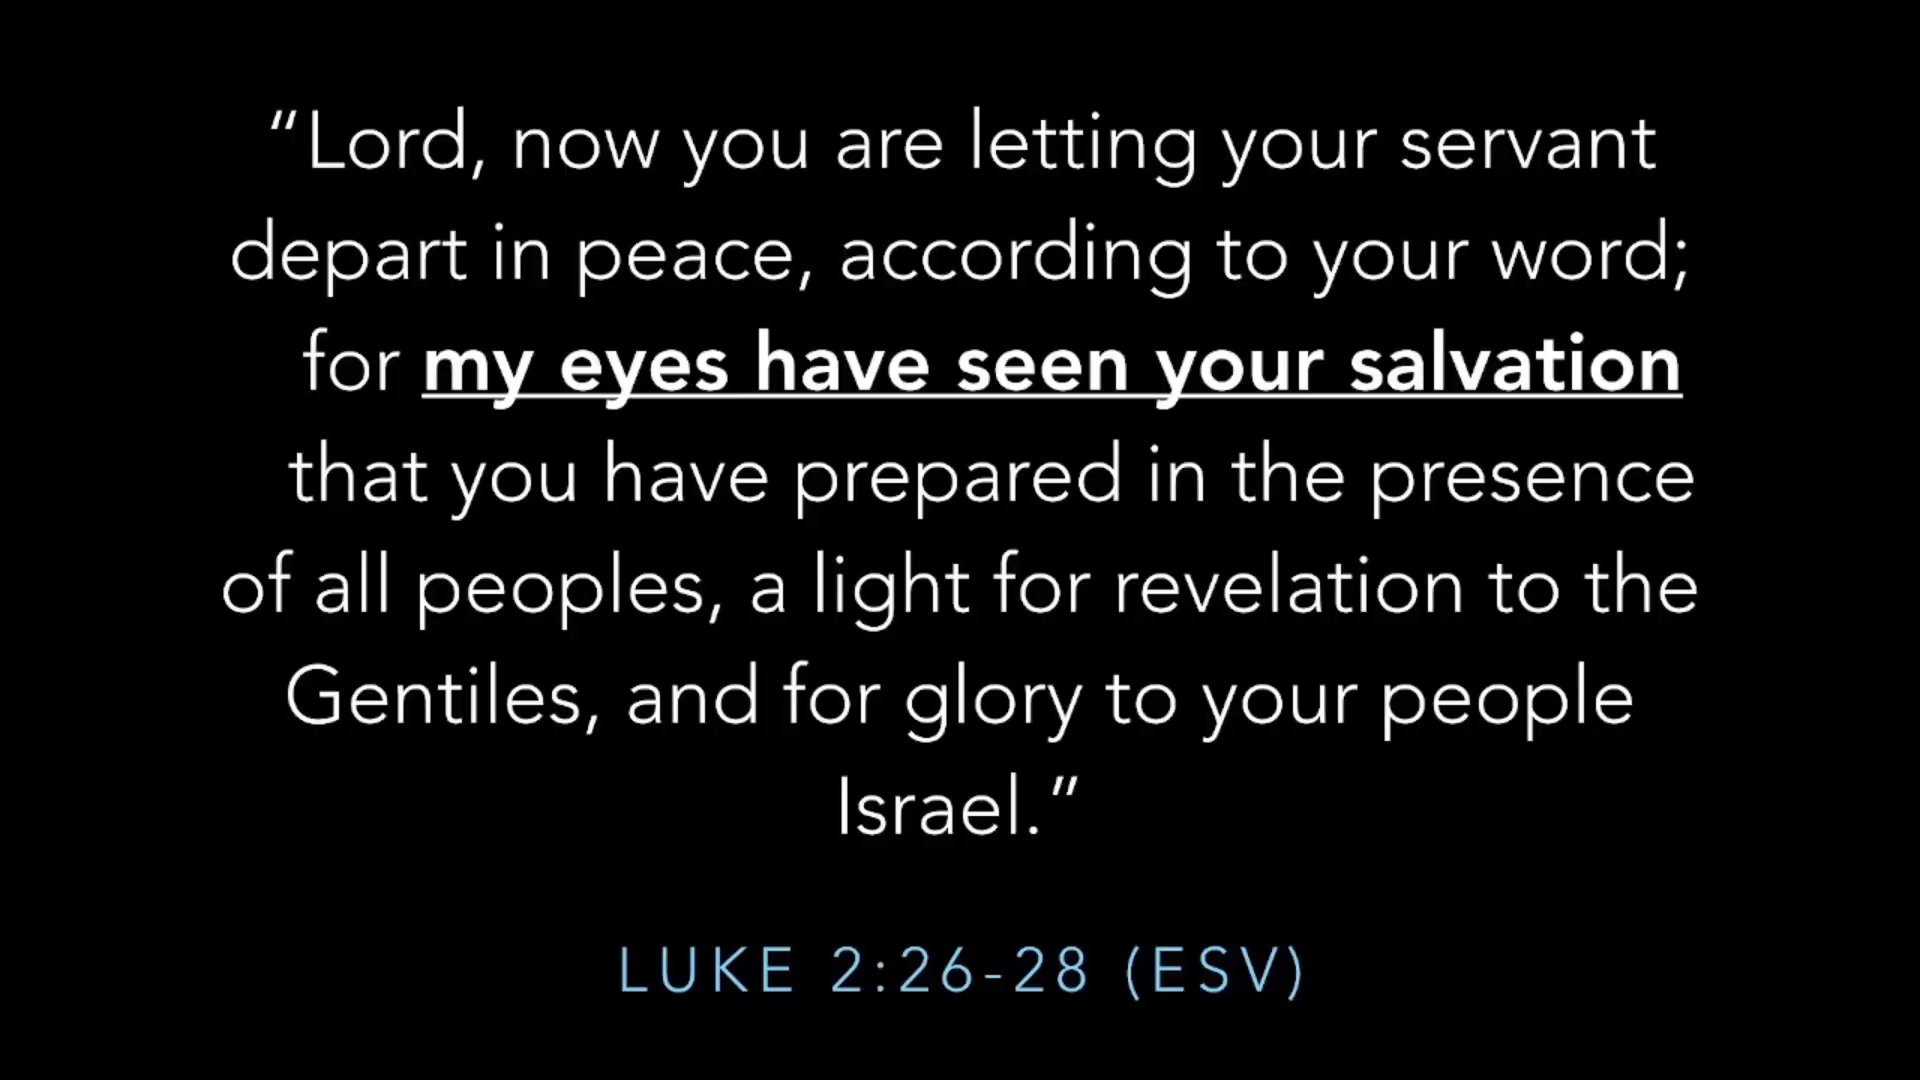 “Lord, now you are letting your servant
depart in peace, according to your word;
for my eyes have seen your salvation
that you have prepared in the presence
of all peoples, a light for revelation to the
Gentiles, and for glory to your people
Israel.”
LUKE 2:26-28 (ESV)